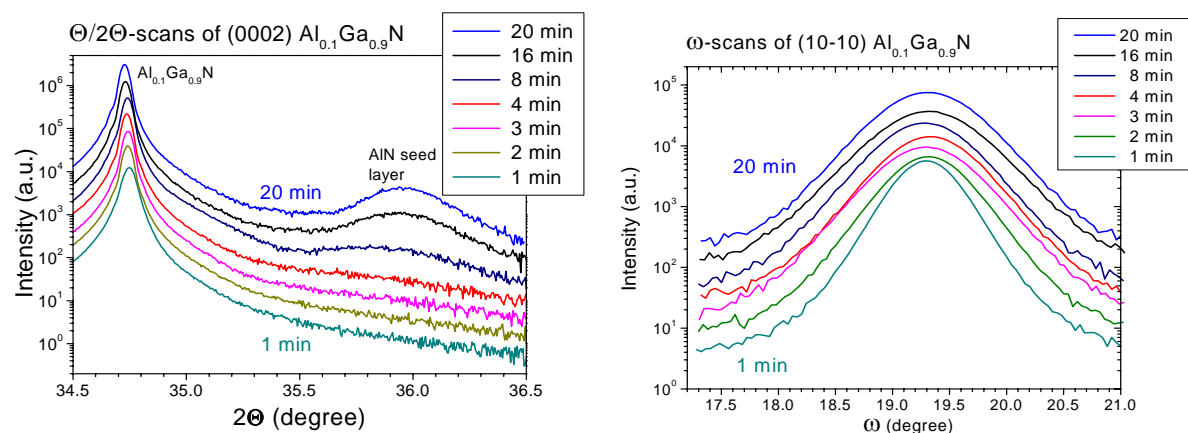 Θ/2Θ-scans of (0002) Al0.1Ga0.9N
Al0.1Ga0.9N
20 min
16 min
8 min
4 min
3 min
2 min
1 min
AlN seed
layer
20 min
1 min
Intensity (a.u.)
10^6
10^5
10^4
10^3
10^2
10^1
10^0
34.5 35.0 35.5 36.0 36.5
2Θ (degree)
ω-scans of (10-10) Al0.1Ga0.9N
20 min
16 min
8 min
4 min
3 min
2 min
1 min
20 min
1 min
Intensity (a.u.)
10^5
10^4
10^3
10^2
10^1
10^0
17.5 18.0 18.5 19.0 19.5 20.0 20.5 21.0
ω (degree)